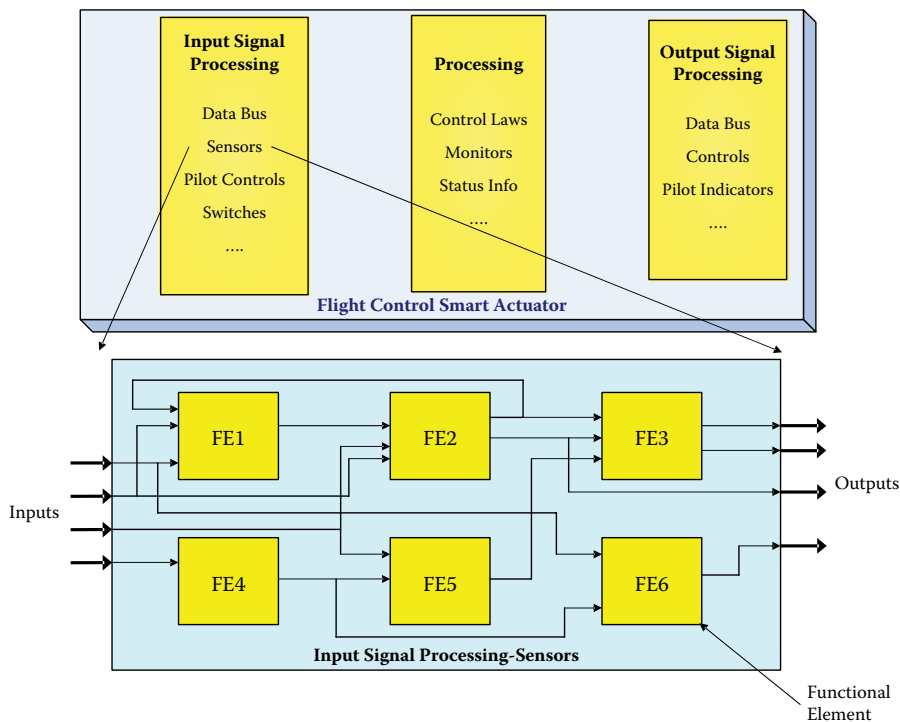 Input Signal
Processing
Data Bus
Sensors
Pilot Controls
Switches
....
Processing
Control Laws
Monitors
Status Info
....
Output Signal
Processing
Data Bus
Controls
Pilot Indicators
....
Flight Control Smart Actuator
FE1
FE2
FE3
Inputs
Outputs
FE4
FE5
FE6
Input Signal Processing-Sensors
Functional
Element